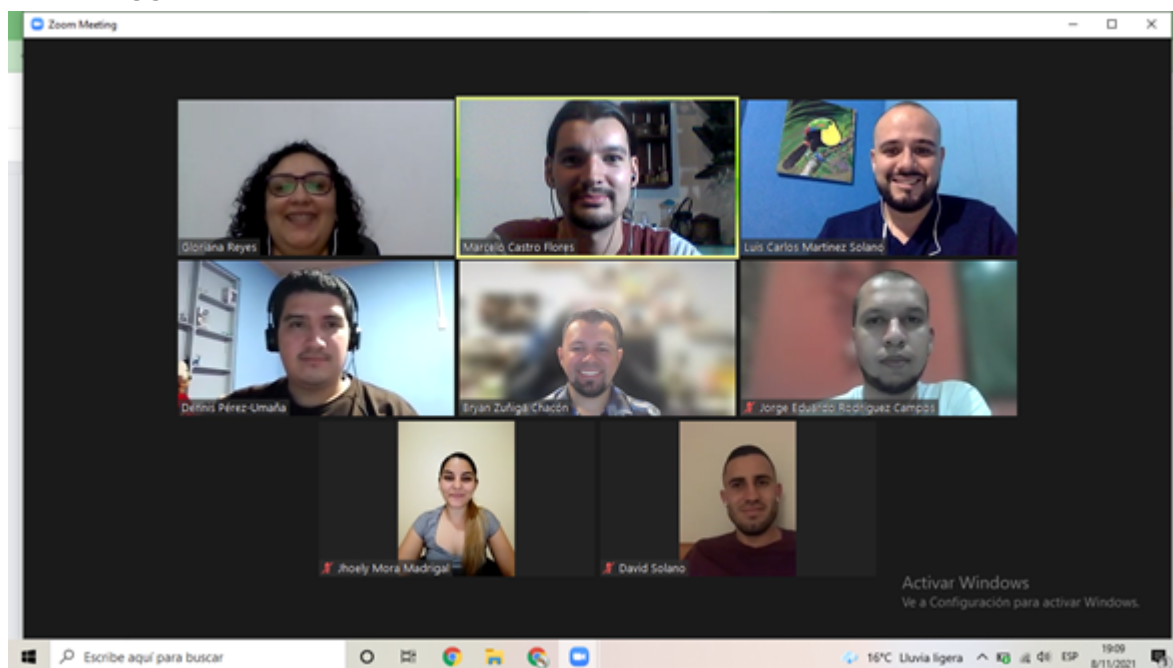 Zoom Meeting
Gloriana Reyes
Marcelo Castro Flores
Luis Carlos Martinez Solano
Dennis Pérez-Umaña
Bryan Zuñiga Chacón
Jorge Eduardo Rodriguez Campos
Jhoely Mora Madrigal
David Solano
Activar Windows
Ve a Configuración para activar Windows.
Escribe aquí para buscar
16°C Lluvia ligera
ESP
19:09
8/11/2021